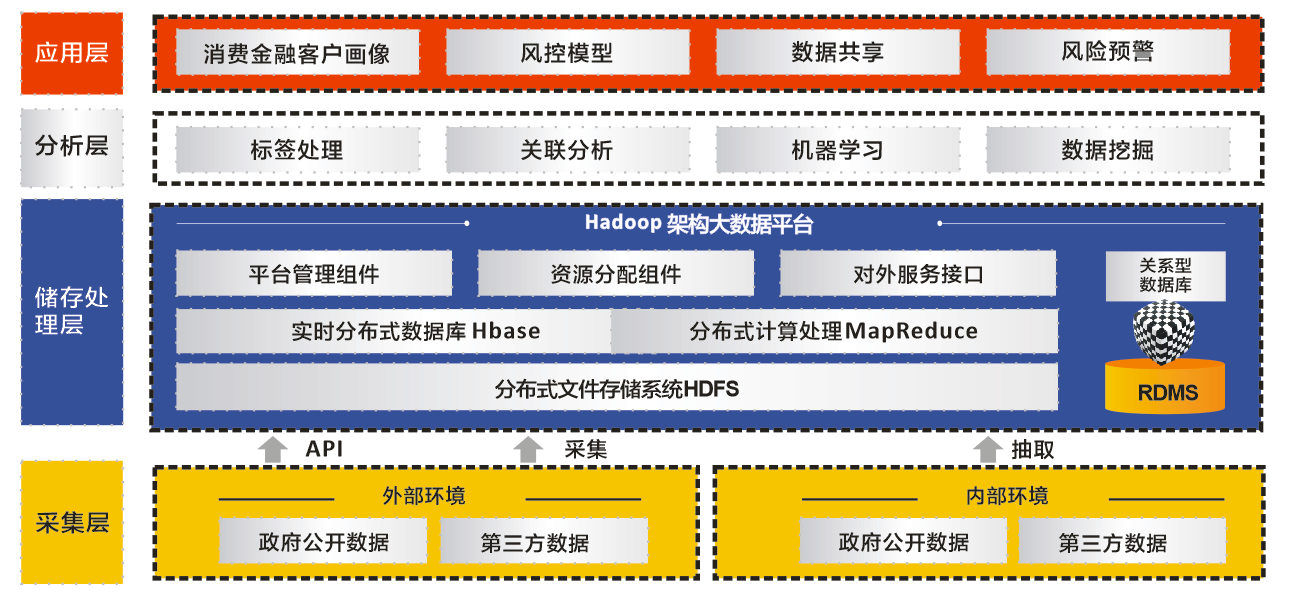 应用层
消费金融客户画像
风控模型
数据共享
风险预警
分析层
标签处理
关联分析
机器学习
数据挖掘
储存处
理层
Hadoop 架构大数据平台
平台管理组件
资源分配组件
对外服务接口
关系型
数据库
实时分布式数据库 Hbase
分布式计算处理MapReduce
分布式文件存储系统HDFS
RDMS
API
采集
抽取
采集层
外部环境
政府公开数据
第三方数据
内部环境
政府公开数据
第三方数据